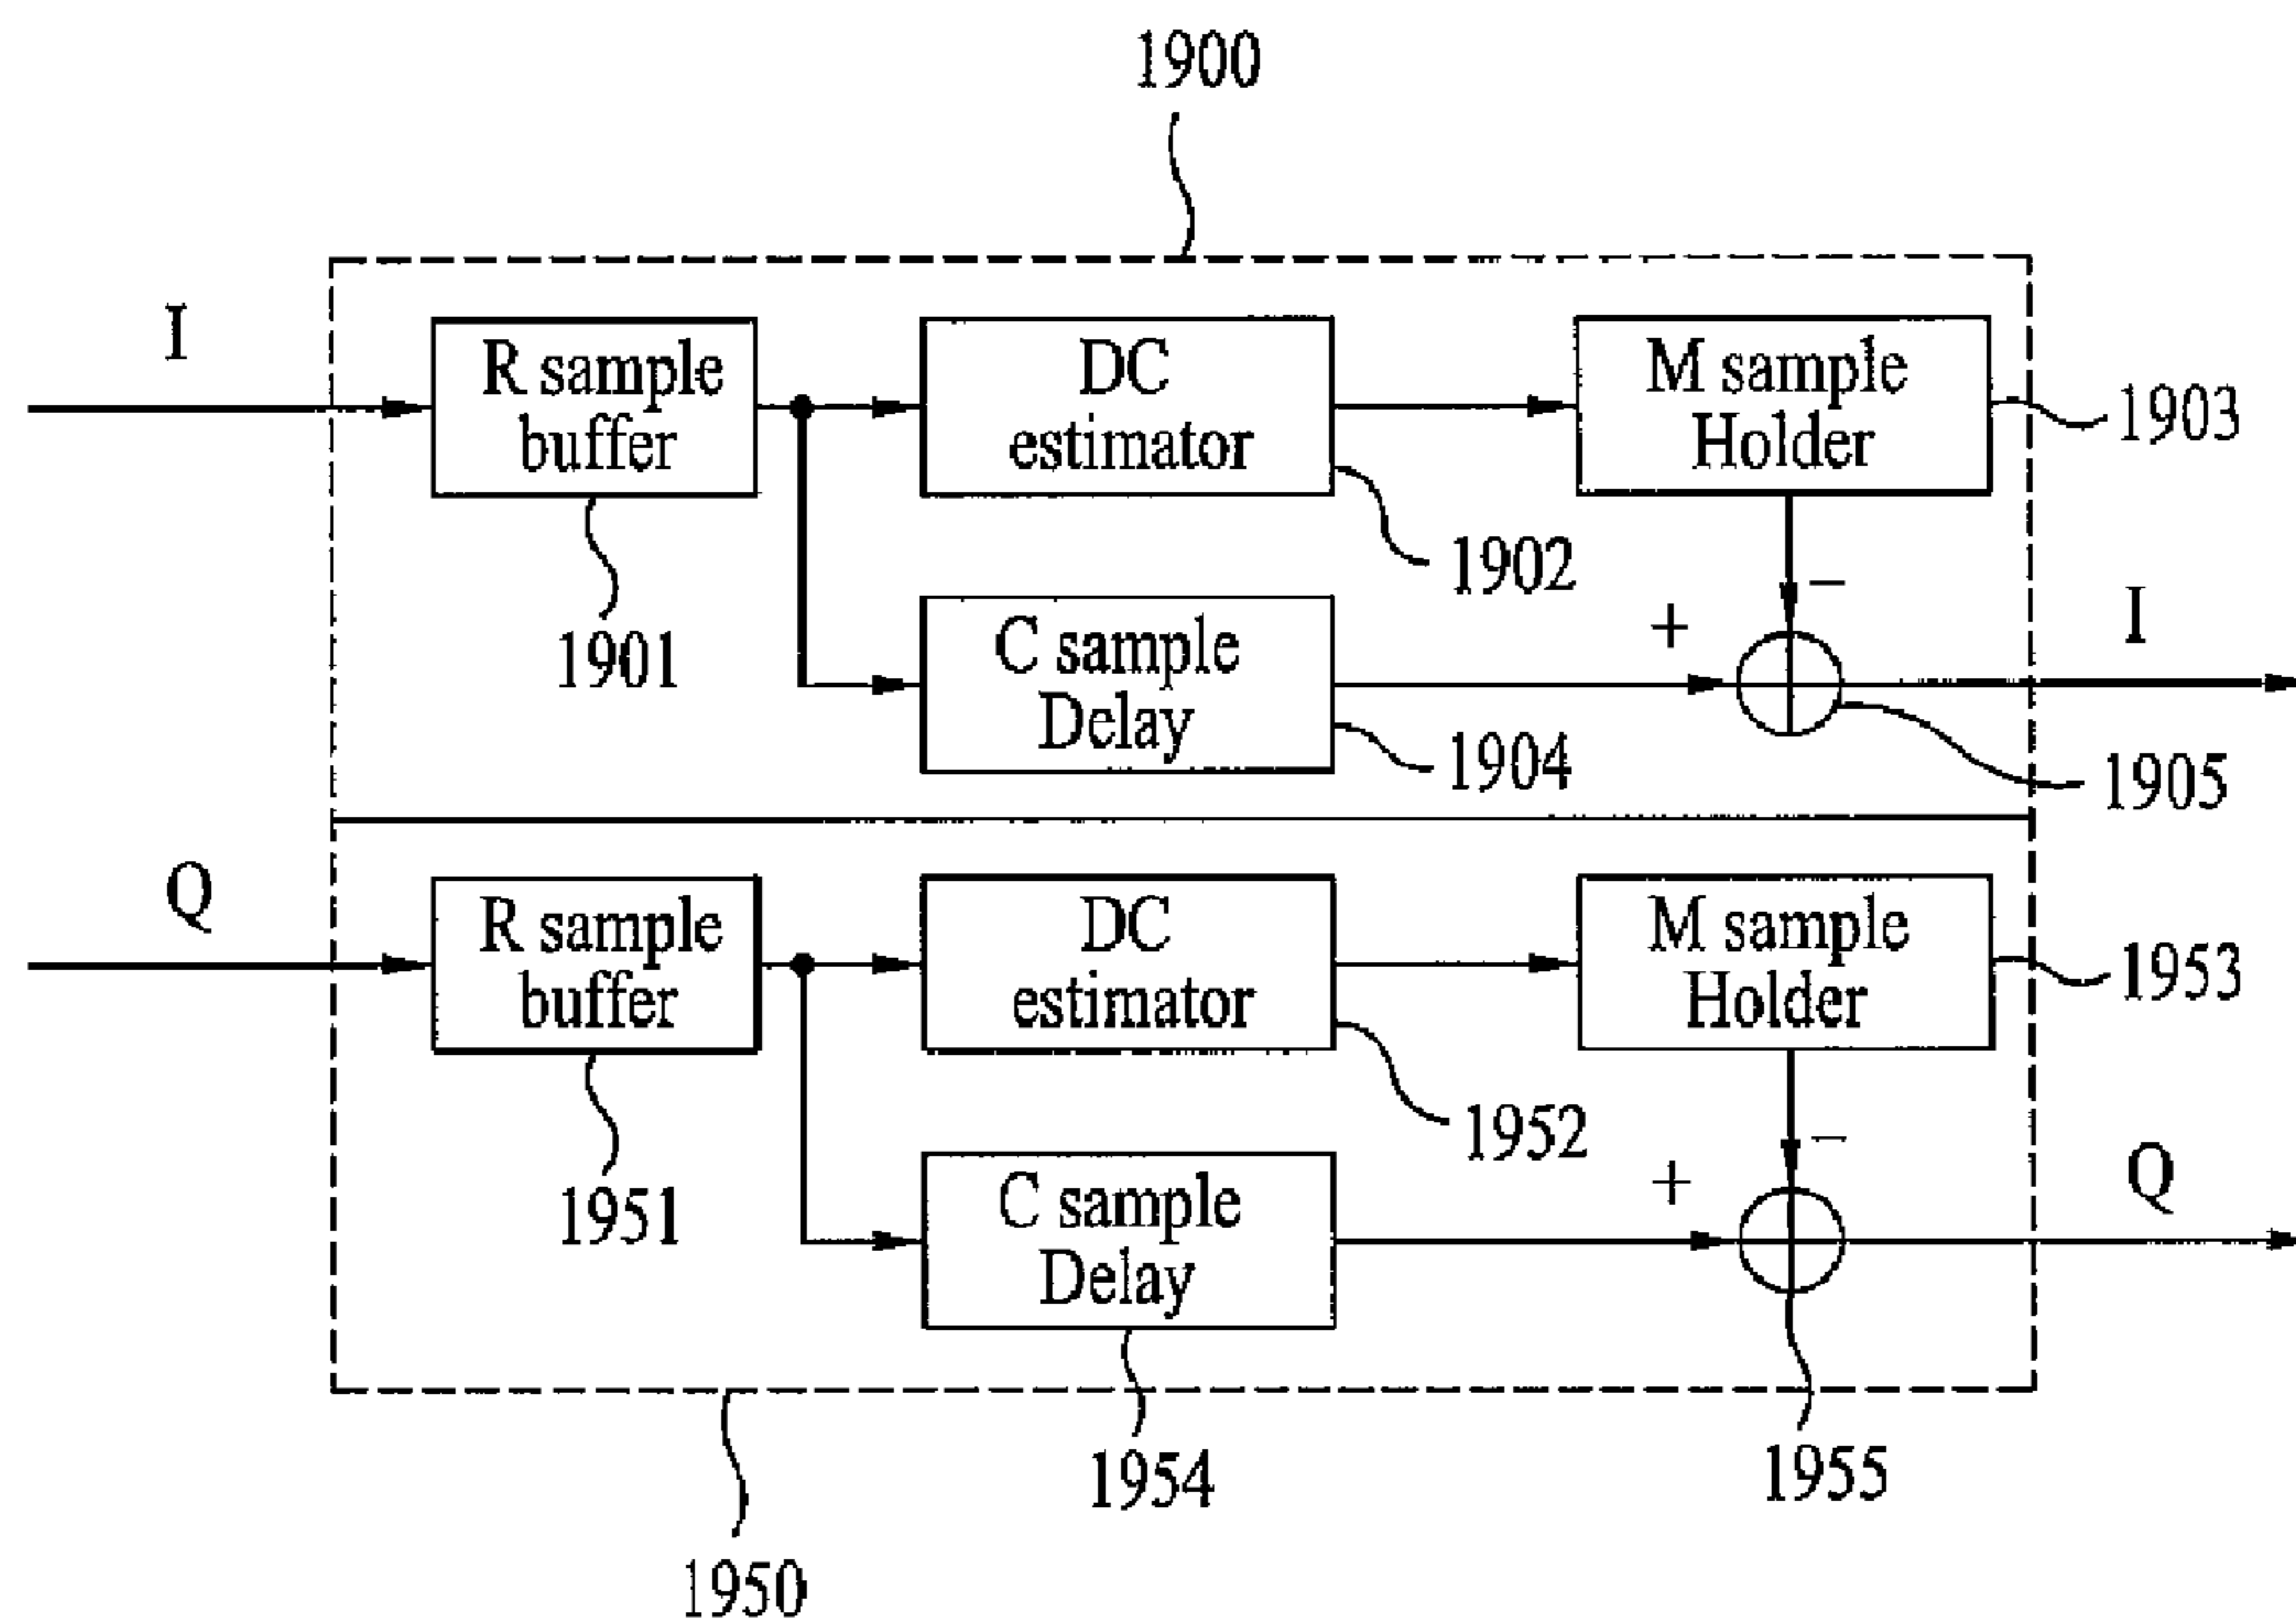 1900
I
R sample
buffer
DC
estimator
M sample
Holder
1903
1902
−
+
I
1901
C sample
Delay
1904
1905
Q
R sample
buffer
DC
estimator
M sample
Holder
1953
1952
−
+
Q
1951
C sample
Delay
1954
1955
1950